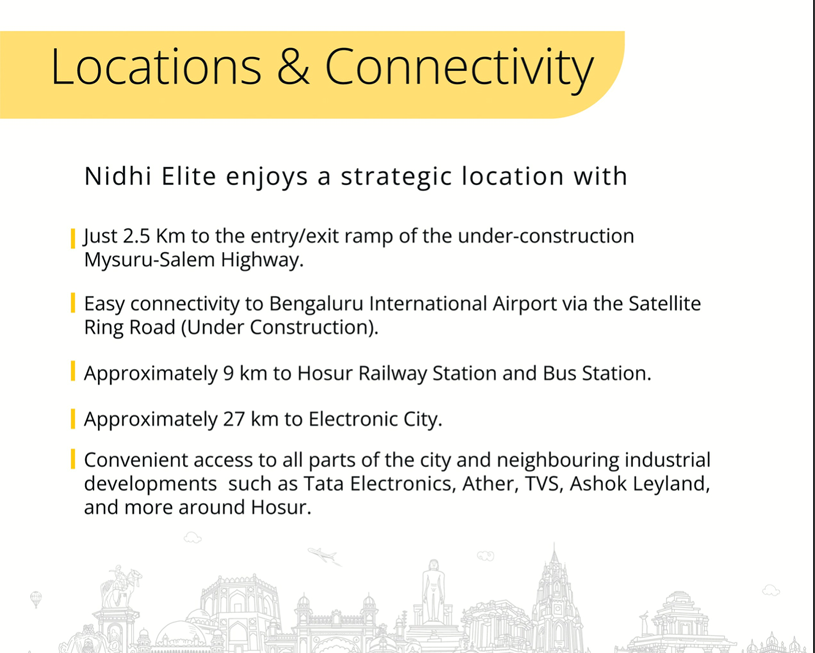 Locations & Connectivity
Nidhi Elite enjoys a strategic location with
Just 2.5 Km to the entry/exit ramp of the under-construction
Mysuru-Salem Highway.
Easy connectivity to Bengaluru International Airport via the Satellite
Ring Road (Under Construction).
Approximately 9 km to Hosur Railway Station and Bus Station.
Approximately 27 km to Electronic City.
Convenient access to all parts of the city and neighbouring industrial
developments  such as Tata Electronics, Ather, TVS, Ashok Leyland,
and more around Hosur.